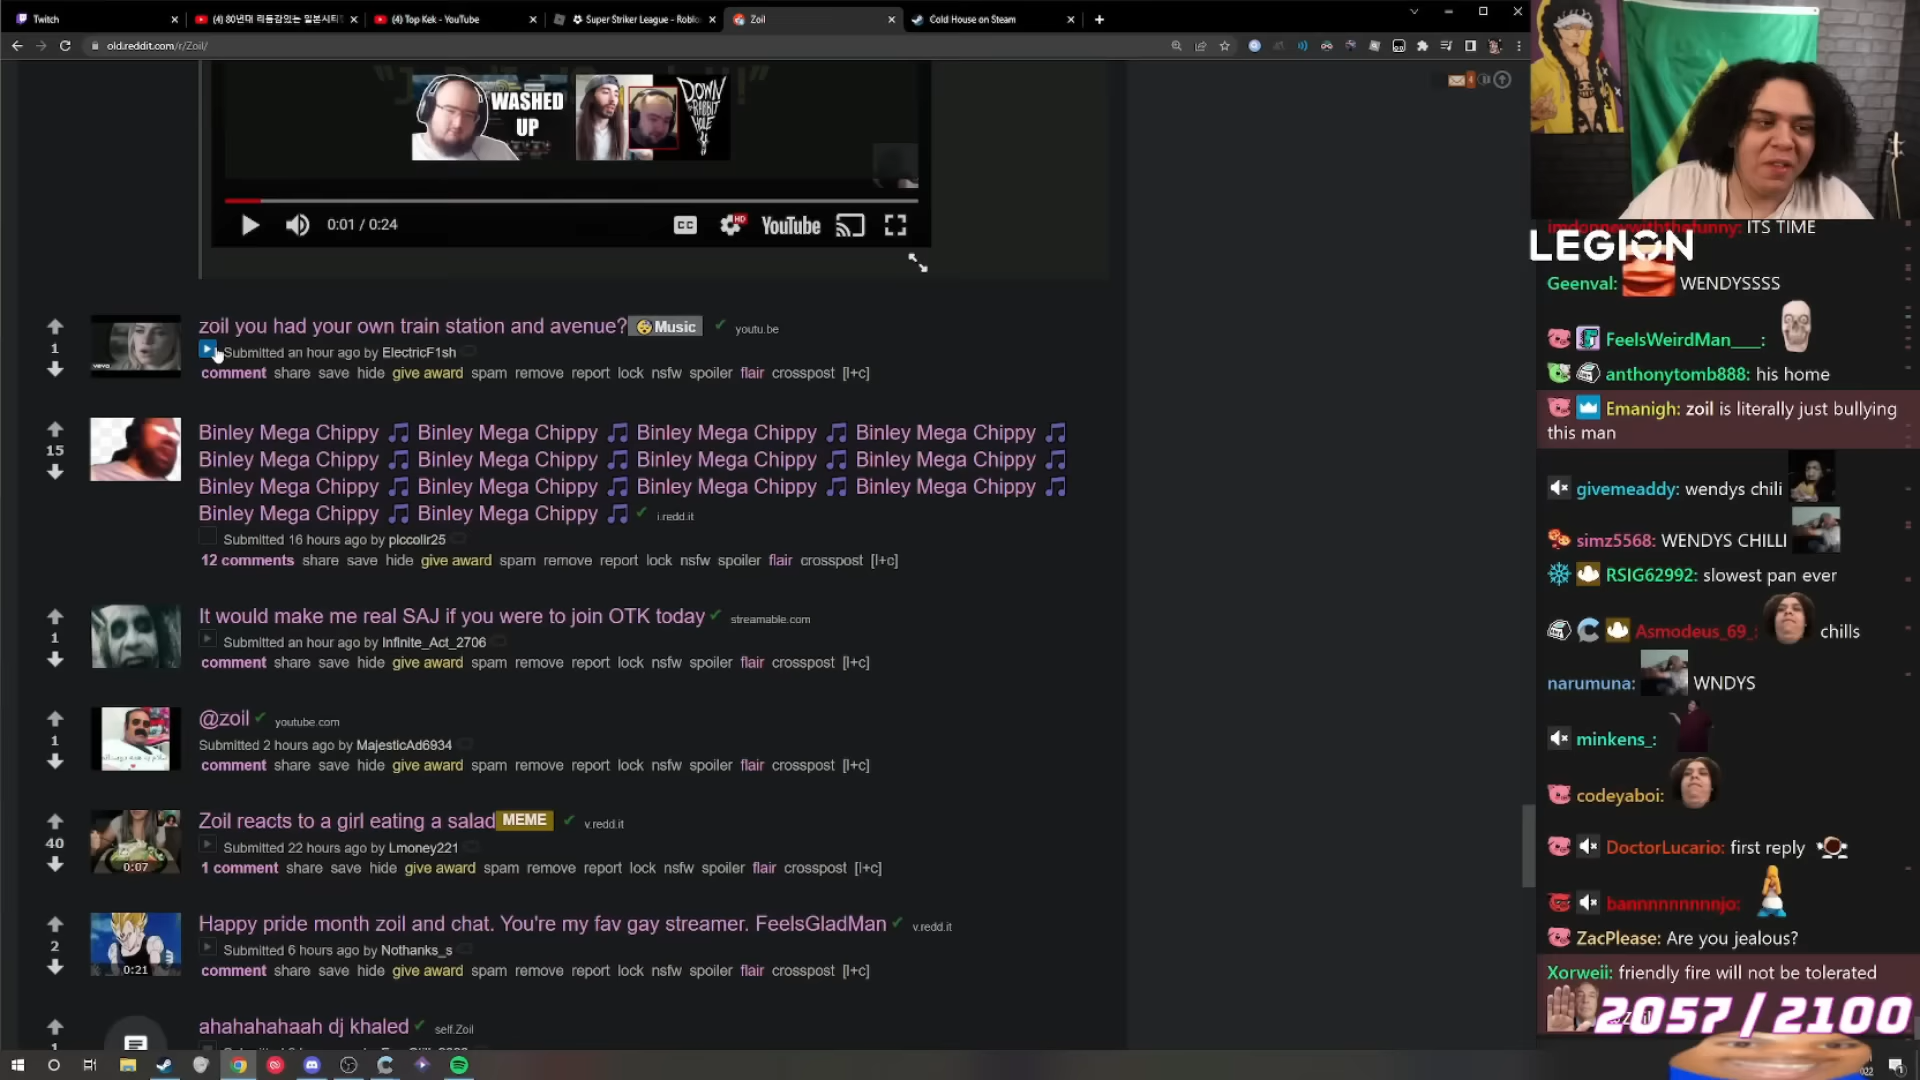 Twitch
(4) 80년대 리듬감있는 일본시티
(4) Top Kek - YouTube
Super Striker League - Roblo
Zoil
Cold House on Steam
old.reddit.com/r/Zoil/
WASHED
UP
DOWN
THE
RABBIT
HOLE
0:01 / 0:24
CC
HD
YouTube
zoil you had your own train station and avenue? Music youtu.be
1
Submitted an hour ago by ElectricF1sh
comment share save hide give award spam remove report lock nsfw spoiler flair crosspost [l+c]
Binley Mega Chippy 🎵 Binley Mega Chippy 🎵 Binley Mega Chippy 🎵 Binley Mega Chippy 🎵
Binley Mega Chippy 🎵 Binley Mega Chippy 🎵 Binley Mega Chippy 🎵 Binley Mega Chippy 🎵
Binley Mega Chippy 🎵 Binley Mega Chippy 🎵 Binley Mega Chippy 🎵 Binley Mega Chippy 🎵
Binley Mega Chippy 🎵 Binley Mega Chippy 🎵 i.redd.it
15
Submitted 16 hours ago by plccolir25
12 comments share save hide give award spam remove report lock nsfw spoiler flair crosspost [l+c]
It would make me real SAJ if you were to join OTK today streamable.com
1
Submitted an hour ago by Infinite_Act_2706
comment share save hide give award spam remove report lock nsfw spoiler flair crosspost [l+c]
@zoil youtube.com
1
Submitted 2 hours ago by MajesticAd6934
comment share save hide give award spam remove report lock nsfw spoiler flair crosspost [l+c]
Zoil reacts to a girl eating a salad MEME v.redd.it
40
0:07
Submitted 22 hours ago by Lmoney221
1 comment share save hide give award spam remove report lock nsfw spoiler flair crosspost [l+c]
Happy pride month zoil and chat. You're my fav gay streamer. FeelsGladMan v.redd.it
2
0:21
Submitted 6 hours ago by Nothanks_s
comment share save hide give award spam remove report lock nsfw spoiler flair crosspost [l+c]
ahahahahaah dj khaled self.Zoil
imdonneywiththefunny: ITS TIME
LEGION
Geenval: WENDYSSSS
FeelsWeirdMan___:
anthonytomb888: his home
Emanigh: zoil is literally just bullying
this man
givemeaddy: wendys chili
simz5568: WENDYS CHILLI
RSIG62992: slowest pan ever
Asmodeus_69_: chills
narumuna: WNDYS
minkens_:
codeyaboi:
DoctorLucario: first reply
bannnnnnnnnjo:
ZacPlease: Are you jealous?
Xorweii: friendly fire will not be tolerated
2057 / 2100